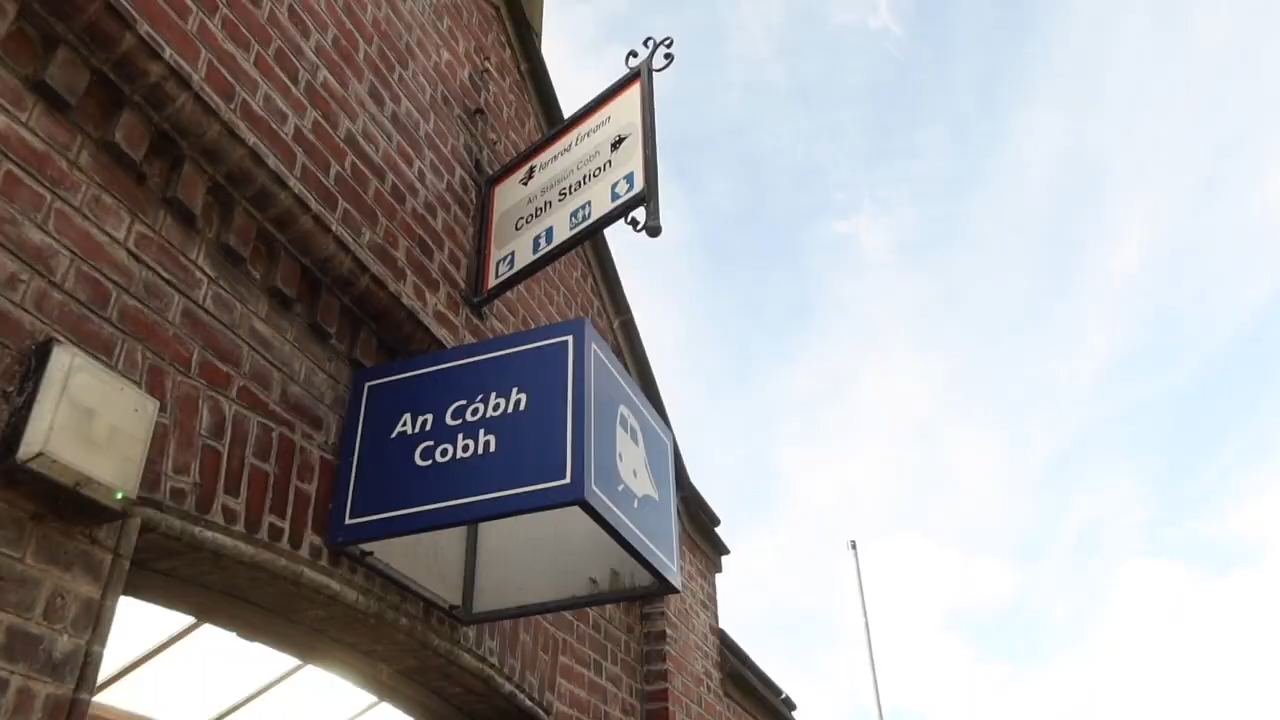 Iarnród Éireann
An Stáisiún Cobh
Cobh Station
An Cóbh
Cobh